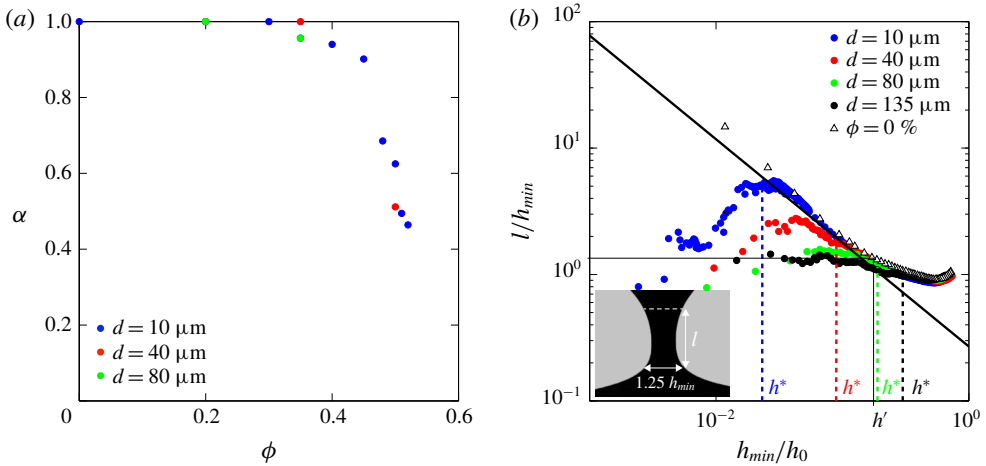 (a)
1.0
0.8
0.6
0.4
0.2
0
α
0
0.2
0.4
0.6
ϕ
d = 10 μm
d = 40 μm
d = 80 μm
(b)
10²
10¹
10⁰
10⁻¹
l/h_min
d = 10 μm
d = 40 μm
d = 80 μm
d = 135 μm
ϕ = 0 %
l
1.25 h_min
h* h* h* h*
10⁻² h′ 10⁰
h_min/h₀